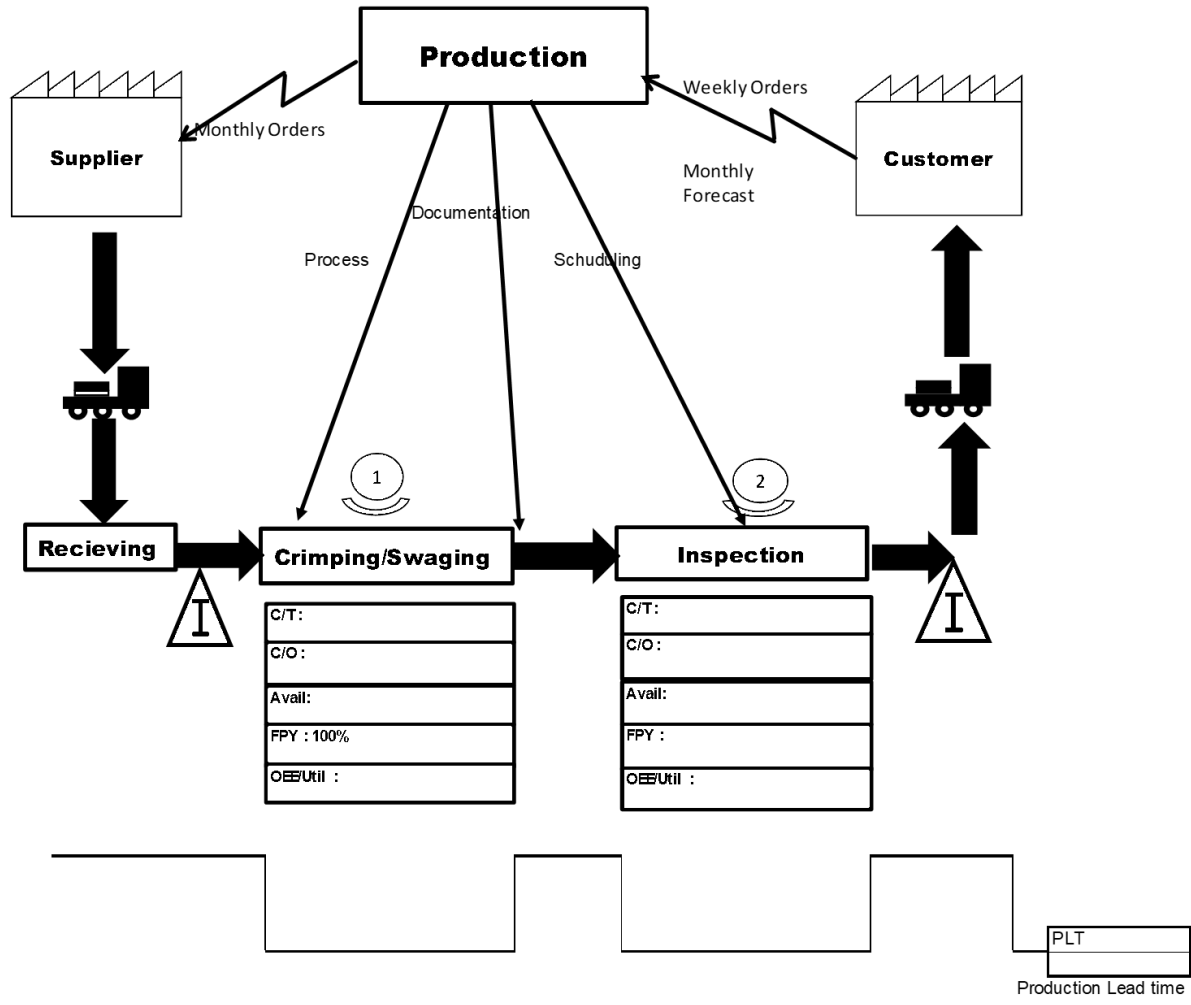 Production
Weekly Orders
Monthly Orders
Supplier
Customer
Monthly
Forecast
Documentation
Process
Schuduling
1
2
Recieving
Crimping/Swaging
Inspection
I
I
C/T:
C/O :
Avail:
FPY : 100%
OEE/Util :
C/T:
C/O :
Avail:
FPY :
OEE/Util :
PLT
Production Lead time